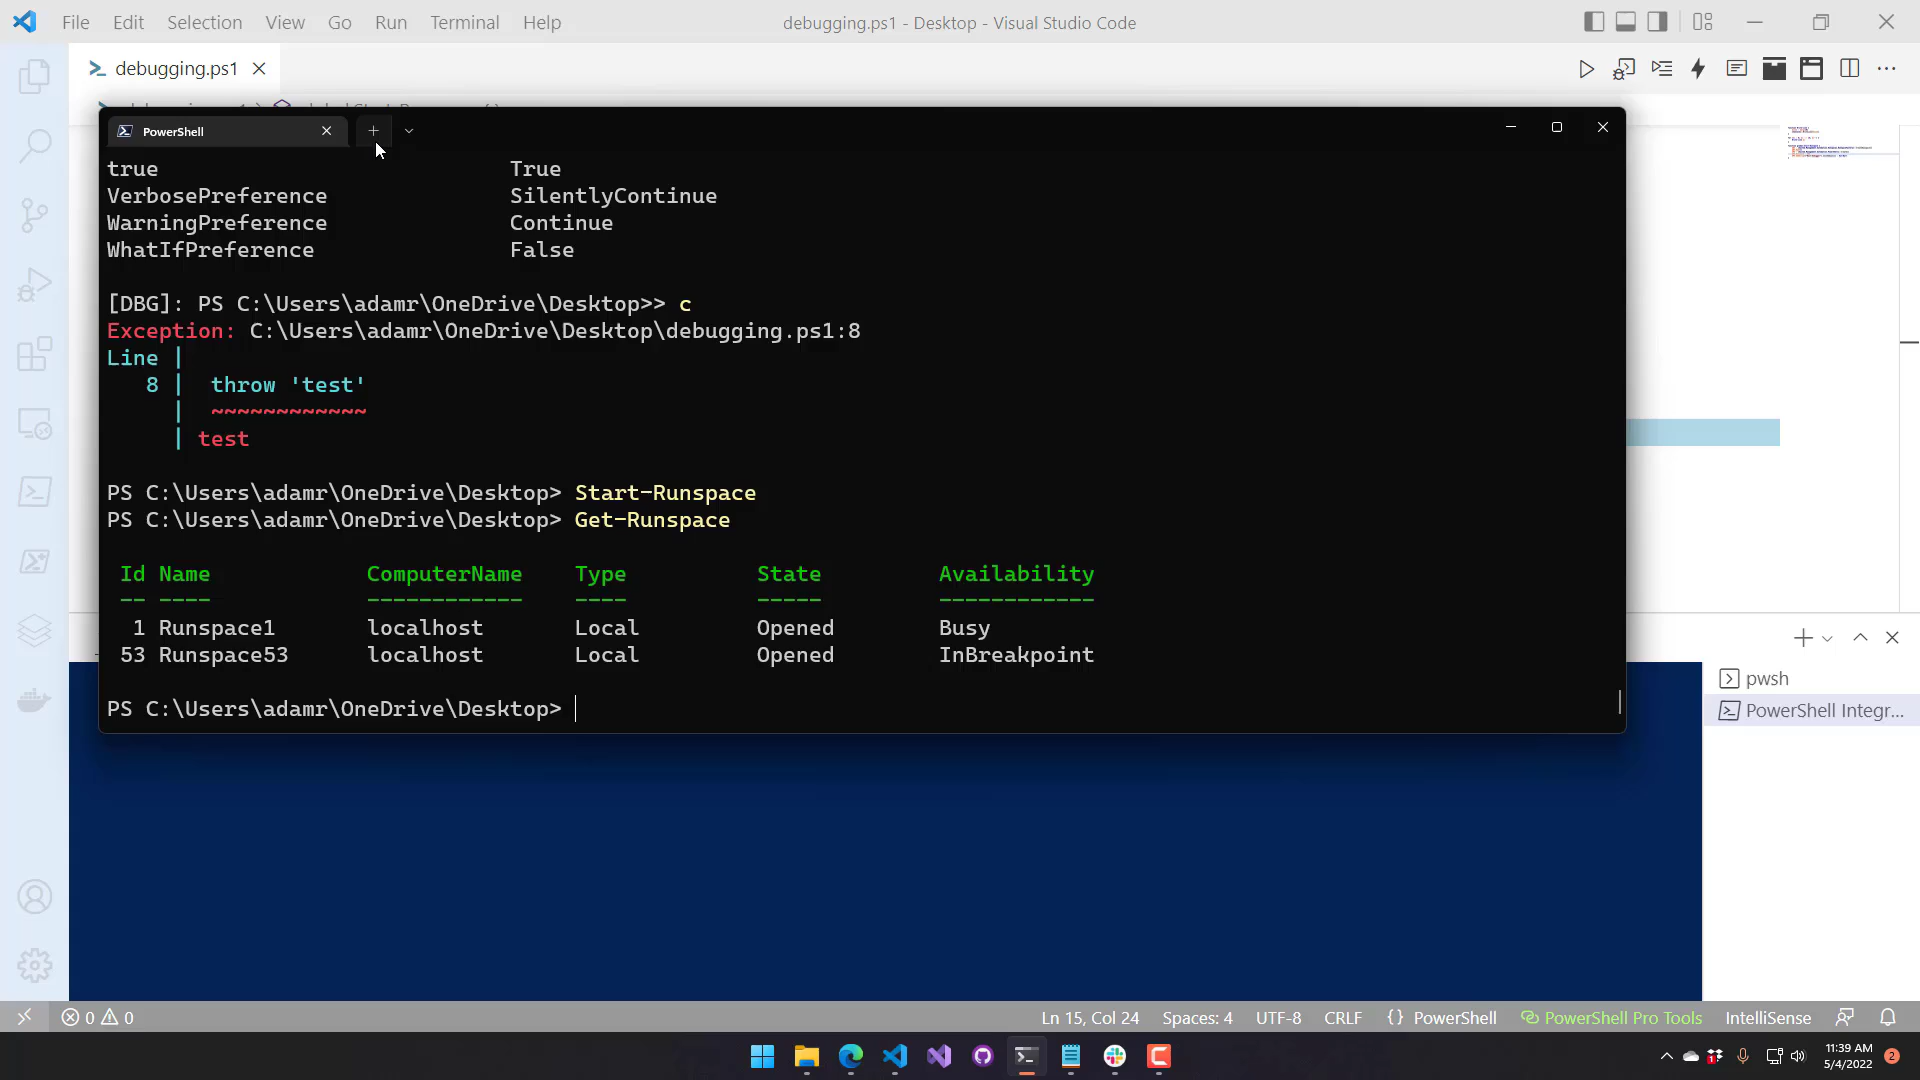 File Edit Selection View Go Run Terminal Help
debugging.ps1 - Desktop - Visual Studio Code
debugging.ps1
PowerShell
true True
VerbosePreference SilentlyContinue
WarningPreference Continue
WhatIfPreference False
[DBG]: PS C:\Users\adamr\OneDrive\Desktop>> c
Exception: C:\Users\adamr\OneDrive\Desktop\debugging.ps1:8
Line |
8 | throw 'test'
| ~~~~~~~~~~~~
| test
PS C:\Users\adamr\OneDrive\Desktop> Start-Runspace
PS C:\Users\adamr\OneDrive\Desktop> Get-Runspace
Id Name ComputerName Type State Availability
-- ---- ------------ ---- ----- ------------
1 Runspace1 localhost Local Opened Busy
53 Runspace53 localhost Local Opened InBreakpoint
PS C:\Users\adamr\OneDrive\Desktop>
pwsh
PowerShell Integr...
0 0
Ln 15, Col 24 Spaces: 4 UTF-8 CRLF {} PowerShell PowerShell Pro Tools IntelliSense
11:39 AM
5/4/2022
2